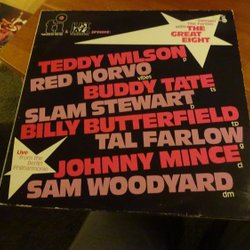 THE GREAT EIGHT
TEDDY WILSON p
RED NORVO vibes
BUDDY TATE ts
SLAM STEWART b
BILLY BUTTERFIELD tp
TAL FARLOW g
Live
from the Berlin
Philharmonie
JOHNNY MINCE cl
SAM WOODYARD dm